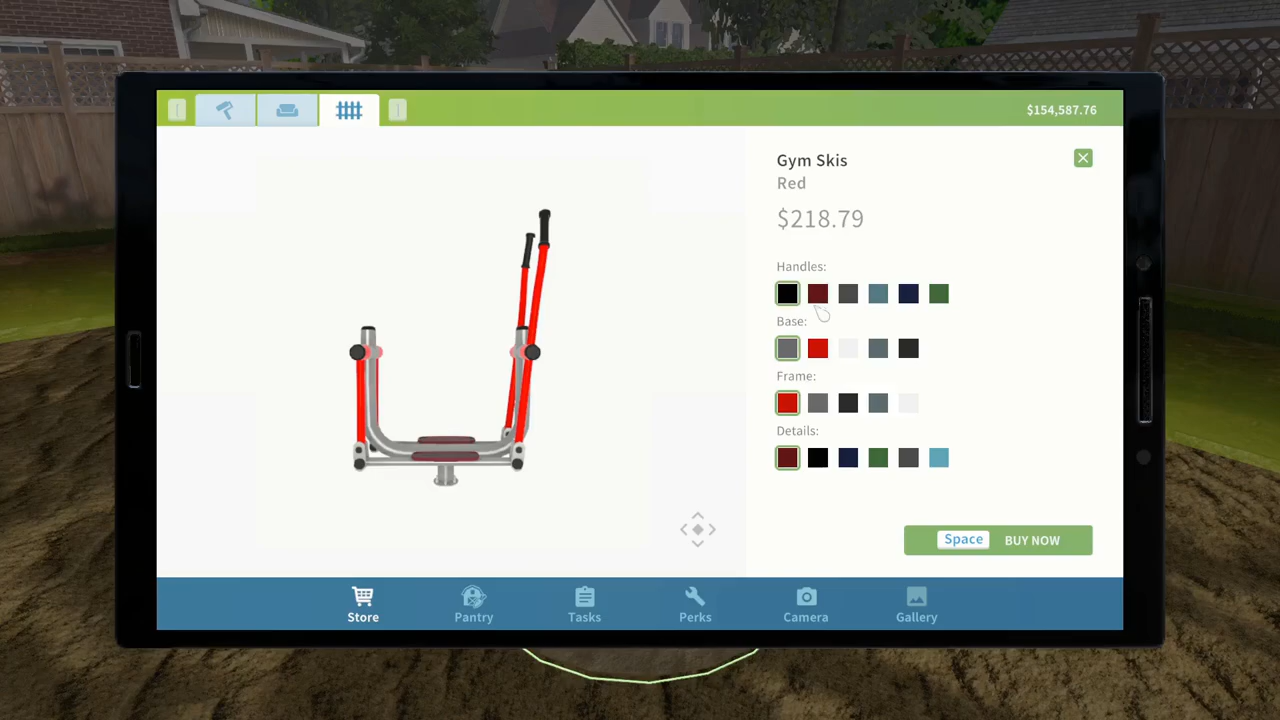 $154,587.76
Gym Skis
Red
$218.79
Handles:
Base:
Frame:
Details:
Space BUY NOW
Store
Pantry
Tasks
Perks
Camera
Gallery